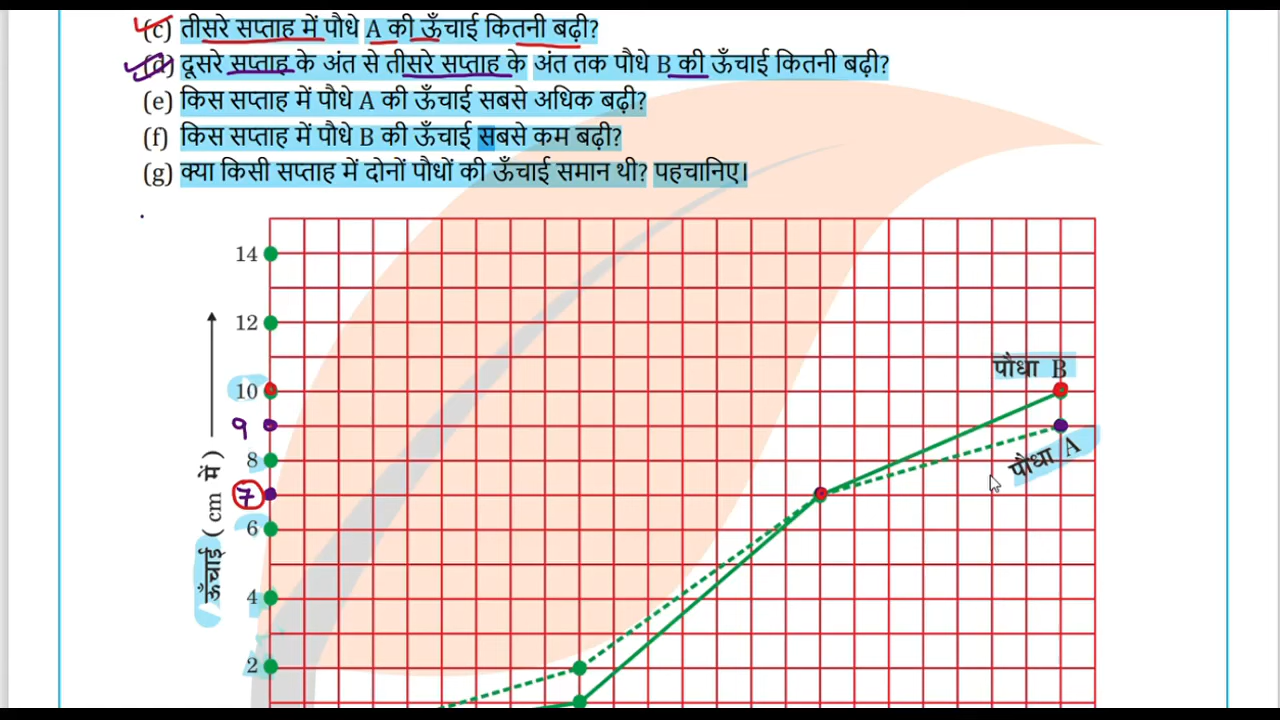 (c) तीसरे सप्ताह में पौधे A की ऊँचाई कितनी बढ़ी?
(d) दूसरे सप्ताह के अंत से तीसरे सप्ताह के अंत तक पौधे B की ऊँचाई कितनी बढ़ी?
(e) किस सप्ताह में पौधे A की ऊँचाई सबसे अधिक बढ़ी?
(f) किस सप्ताह में पौधे B की ऊँचाई सबसे कम बढ़ी?
(g) क्या किसी सप्ताह में दोनों पौधों की ऊँचाई समान थी? पहचानिए।
14
12
पौधा B
10
9
पौधा A
8
7
6
4
2
ऊँचाई ( cm में )